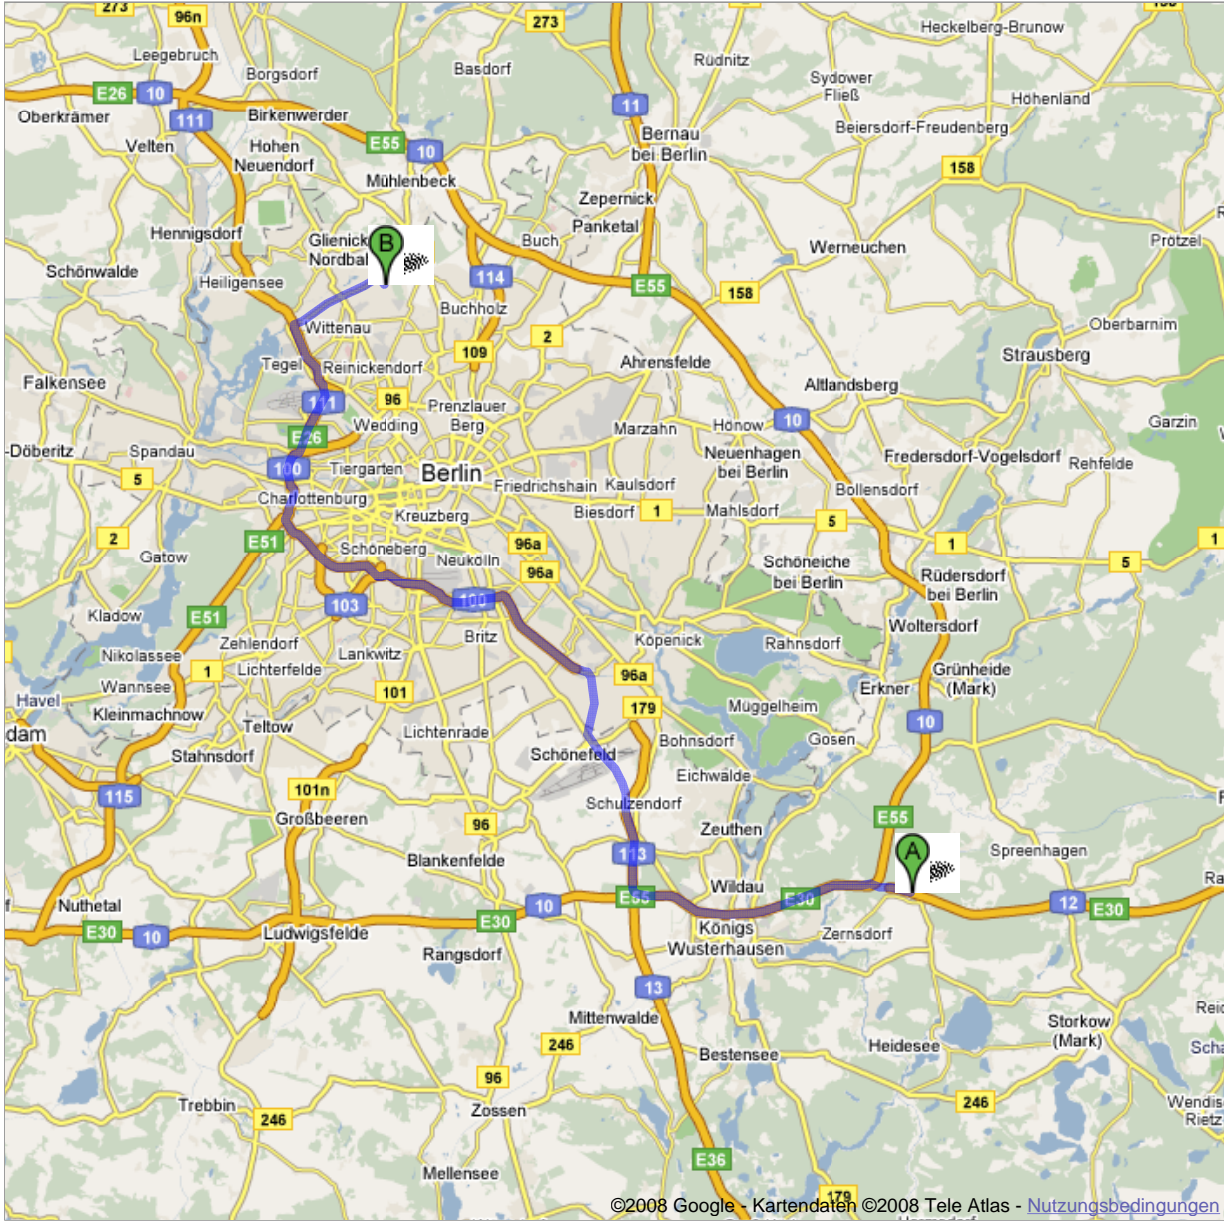 273
96n
273
Heckelberg-Brunow
Leegebruch
Borgsdorf
Basdorf
Rüdnitz
Sydower
Fließ
E26
10
11
Höhenland
Oberkrämer
111
Birkenwerder
Beiersdorf-Freudenberg
Velten
Hohen
Neuendorf
E55
10
Bernau
bei Berlin
Mühlenbeck
158
Zepernick
Panketal
Hennigsdorf
Glienick
Nordbal
B
Buch
Werneuchen
Prötzel
Schönwalde
Heiligensee
114
E55
158
Buchholz
Wittenau
2
Oberbarnim
Tegel
Reinickendorf
109
Ahrensfelde
Strausberg
Falkensee
111
96
Prenzlauer
Berg
Altlandsberg
Wedding
Marzahn
Hönow
10
Garzin
E26
-Döberitz
Spandau
100
Tiergarten
Berlin
Neuenhagen
bei Berlin
Fredersdorf-Vogelsdorf
Rehfelde
5
Charlottenburg
Friedrichshain
Kaulsdorf
Bollensdorf
Kreuzberg
Biesdorf
1
Mahlsdorf
5
2
E51
Schöneberg
96a
1
1
Gatow
Neukölln
96a
Schöneiche
bei Berlin
5
Rüdersdorf
bei Berlin
Kladow
E51
103
100
Woltersdorf
Zehlendorf
Britz
Köpenick
Rahnsdorf
Nikolassee
1
Lichterfelde
Lankwitz
Grünheide
(Mark)
Wannsee
101
96a
Erkner
Havel
Kleinmachnow
179
Müggelheim
10
dam
Teltow
Lichtenrade
Bohnsdorf
Gosen
Stahnsdorf
Schönefeld
Eichwalde
115
101n
Schulzendorf
E55
Großbeeren
96
Zeuthen
A
Spreenhagen
Blankenfelde
113
Wildau
Nuthetal
10
E55
E30
12
E30
E30
10
Ludwigsfelde
E30
Königs
Wusterhausen
Zernsdorf
Rangsdorf
13
Mittenwalde
Storkow
(Mark)
246
Bestensee
Heidesee
96
Trebbin
246
Zossen
246
Mellensee
E36
179
©2008 Google - Kartendaten ©2008 Tele Atlas - Nutzungsbedingungen